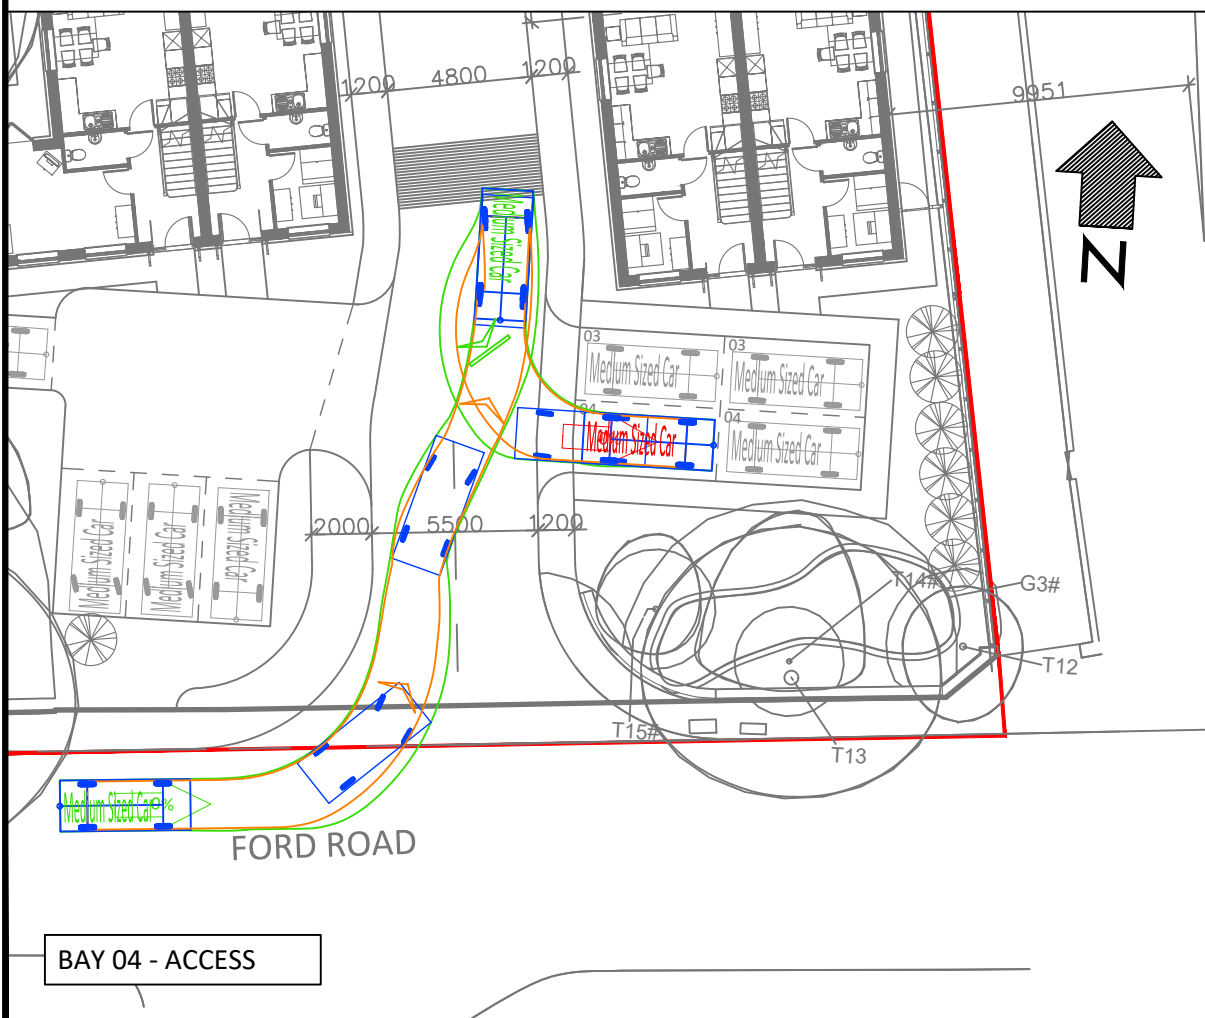 1200 4800 1200
9951
N
Medium Sized Car
03
03
Medium Sized Car
Medium Sized Car
04
Medium Sized Car
Medium Sized Car
Medium Sized Car
Medium Sized Car
Medium Sized Car
2000 5500 1200
T14#
G3#
T12
T15#
T13
Medium Sized Car
FORD ROAD
BAY 04 - ACCESS